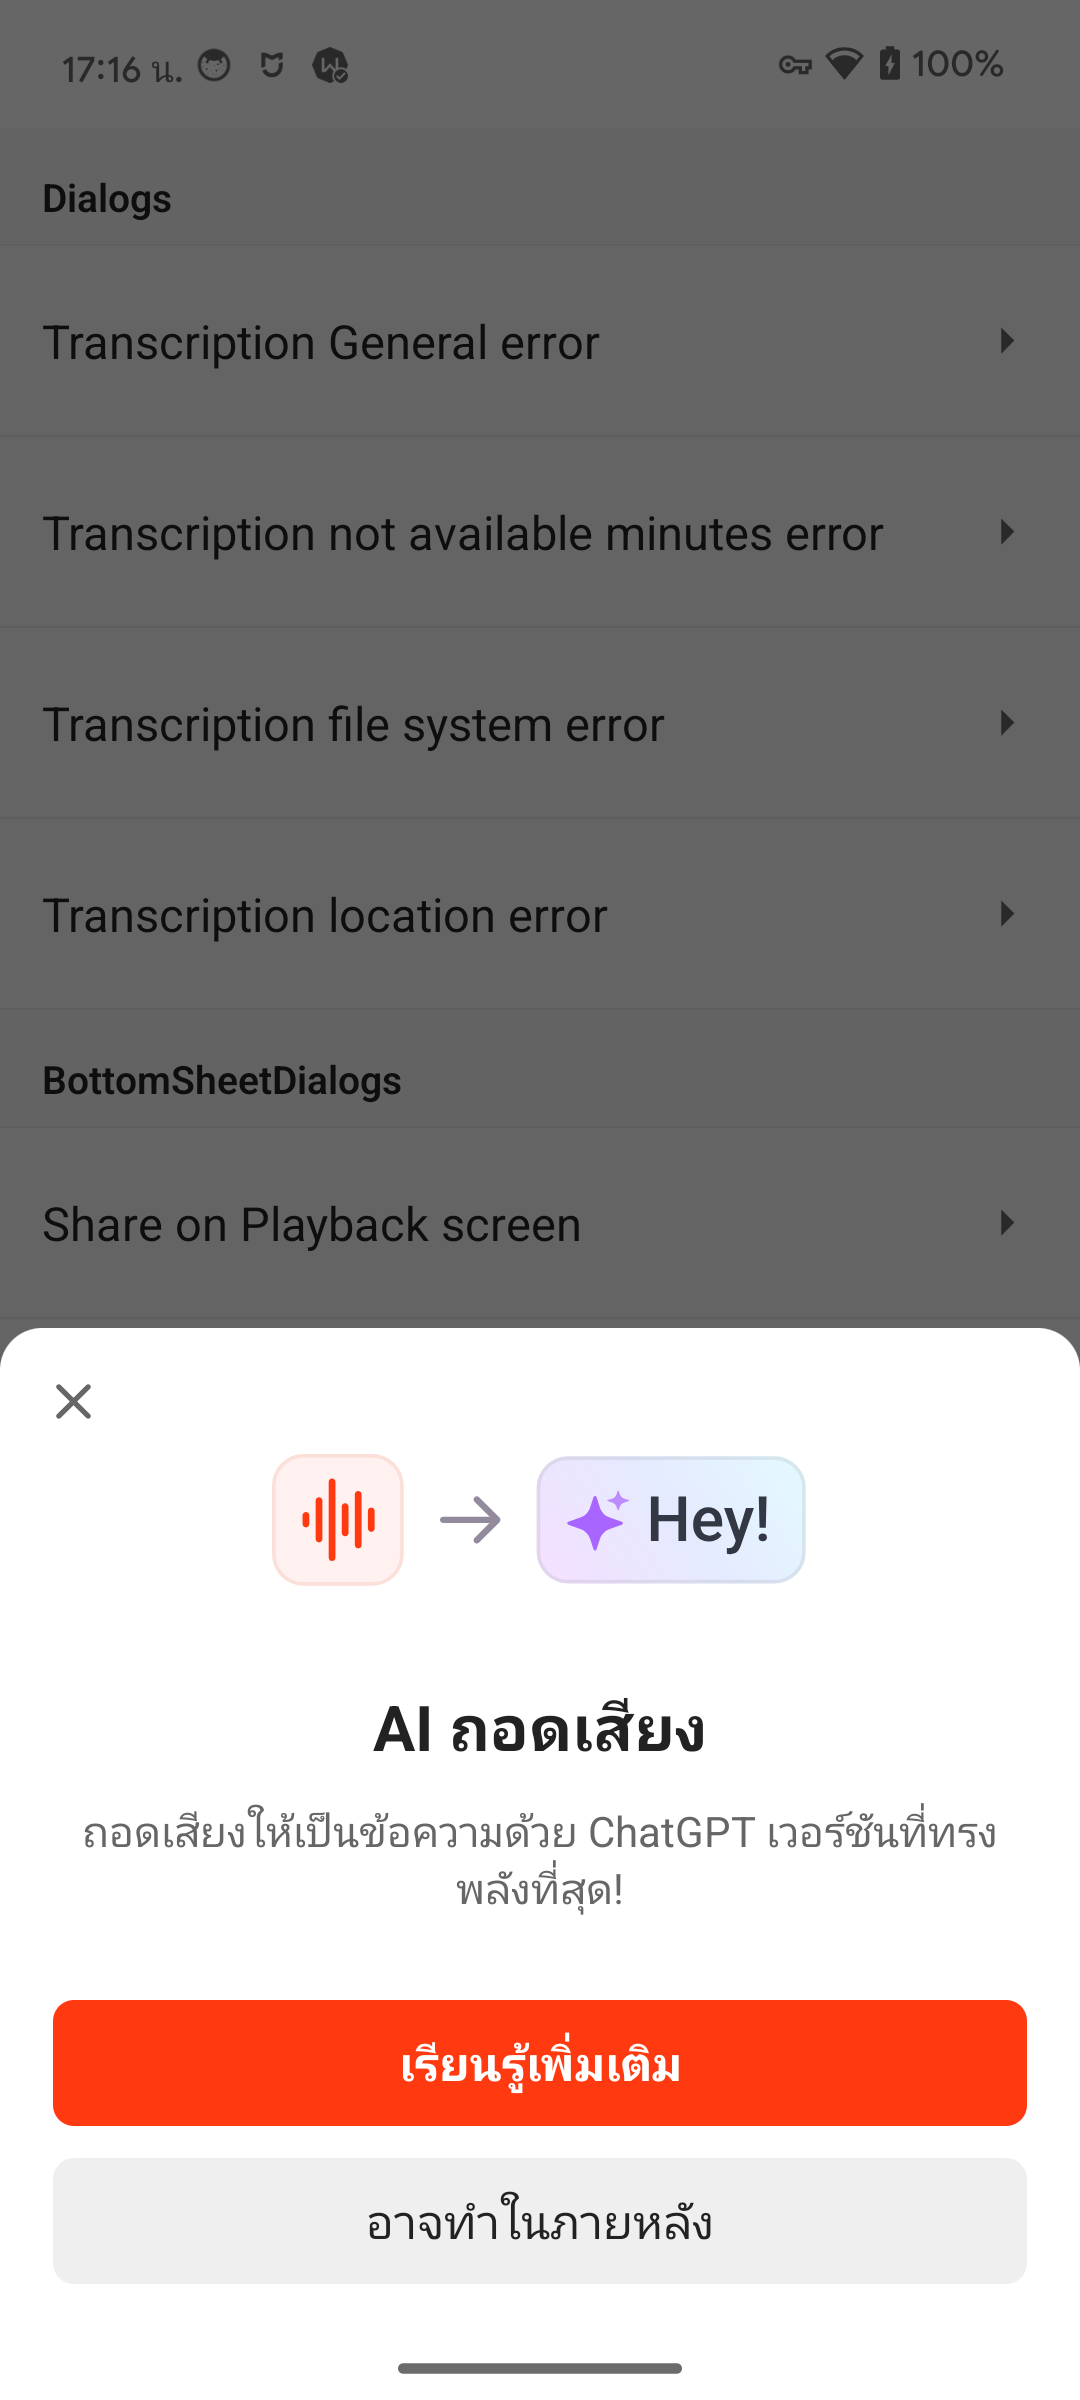 17:16 น.
100%
Dialogs
Transcription General error
Transcription not available minutes error
Transcription file system error
Transcription location error
BottomSheetDialogs
Share on Playback screen
Hey!
AI ถอดเสียง
ถอดเสียงให้เป็นข้อความด้วย ChatGPT เวอร์ชันที่ทรง
พลังที่สุด!
เรียนรู้เพิ่มเติม
อาจทำในภายหลัง